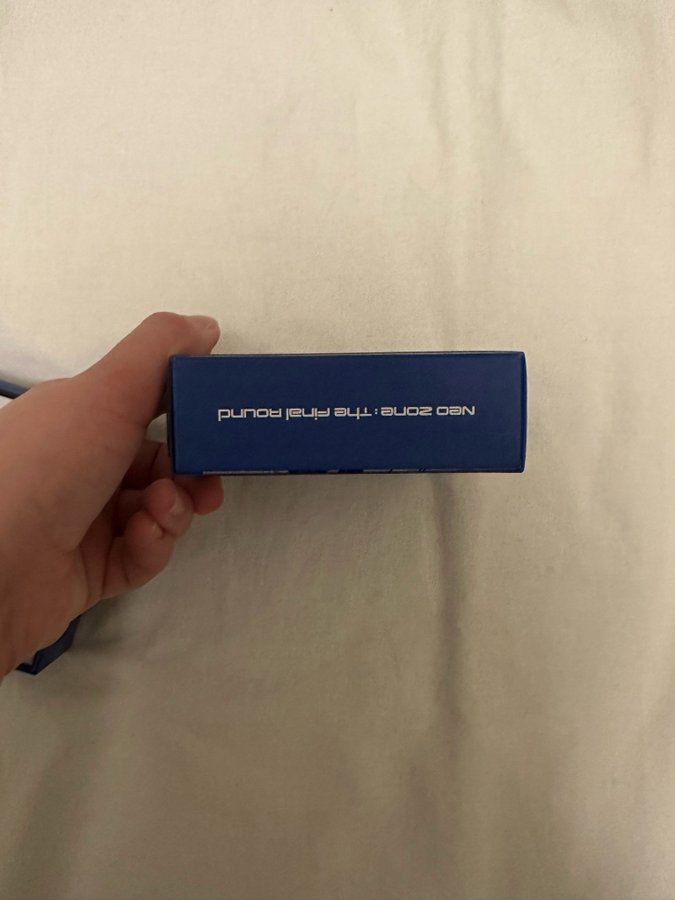 Neo Zone : The Final Round